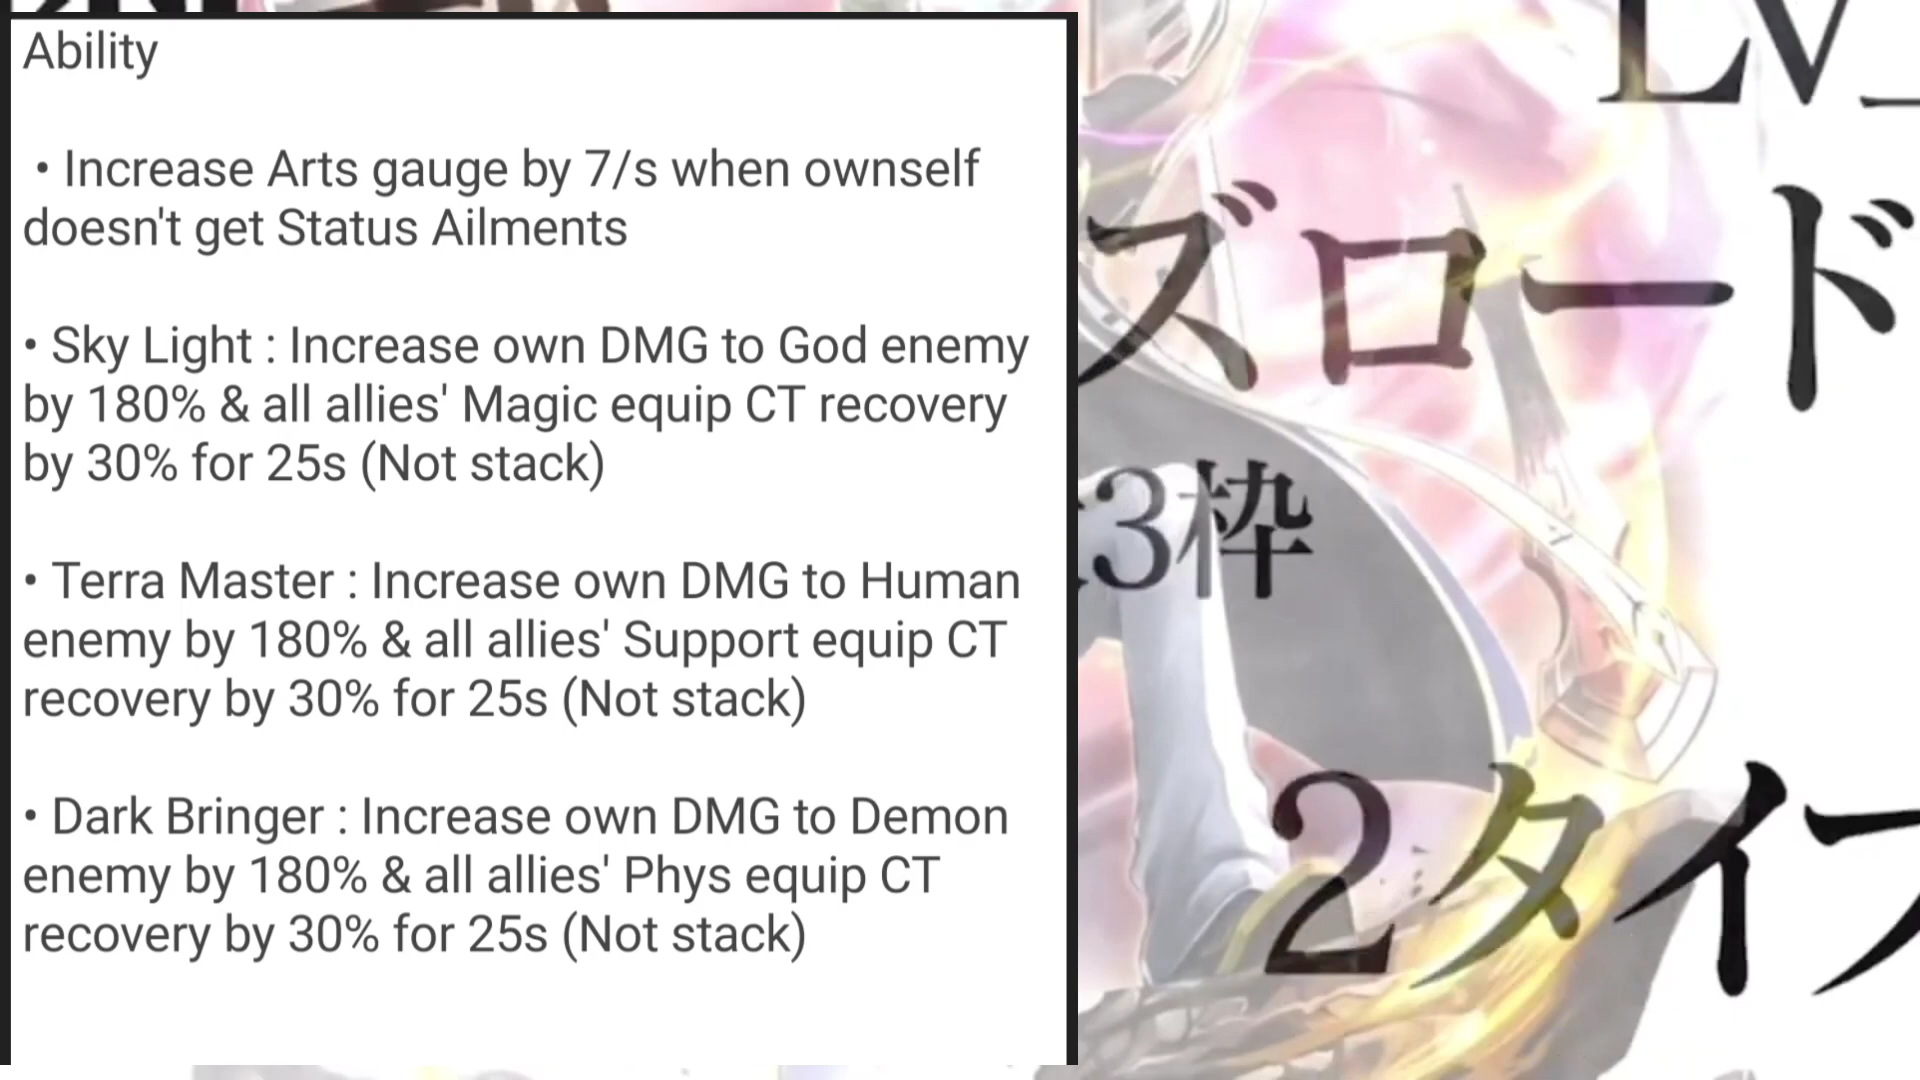 Ability
• Increase Arts gauge by 7/s when ownself
doesn't get Status Ailments
• Sky Light : Increase own DMG to God enemy
by 180% & all allies' Magic equip CT recovery
by 30% for 25s (Not stack)
• Terra Master : Increase own DMG to Human
enemy by 180% & all allies' Support equip CT
recovery by 30% for 25s (Not stack)
• Dark Bringer : Increase own DMG to Demon
enemy by 180% & all allies' Phys equip CT
recovery by 30% for 25s (Not stack)
LV
ズロード
3枠
2タイ